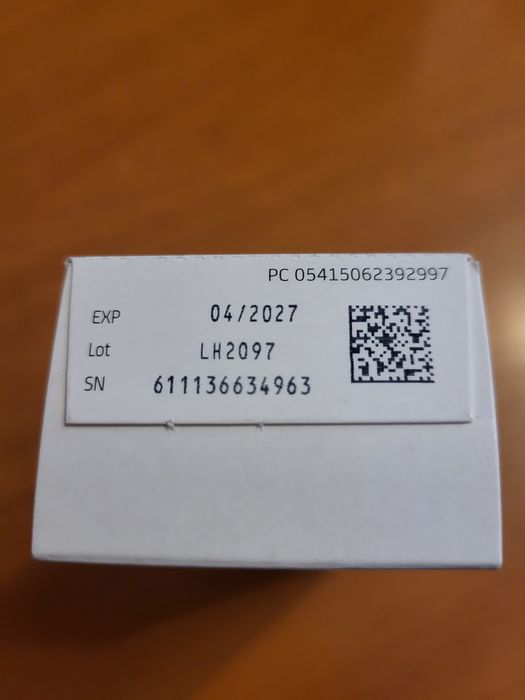 PC 05415062392997
EXP 04/2027
Lot LH2097
SN 611136634963